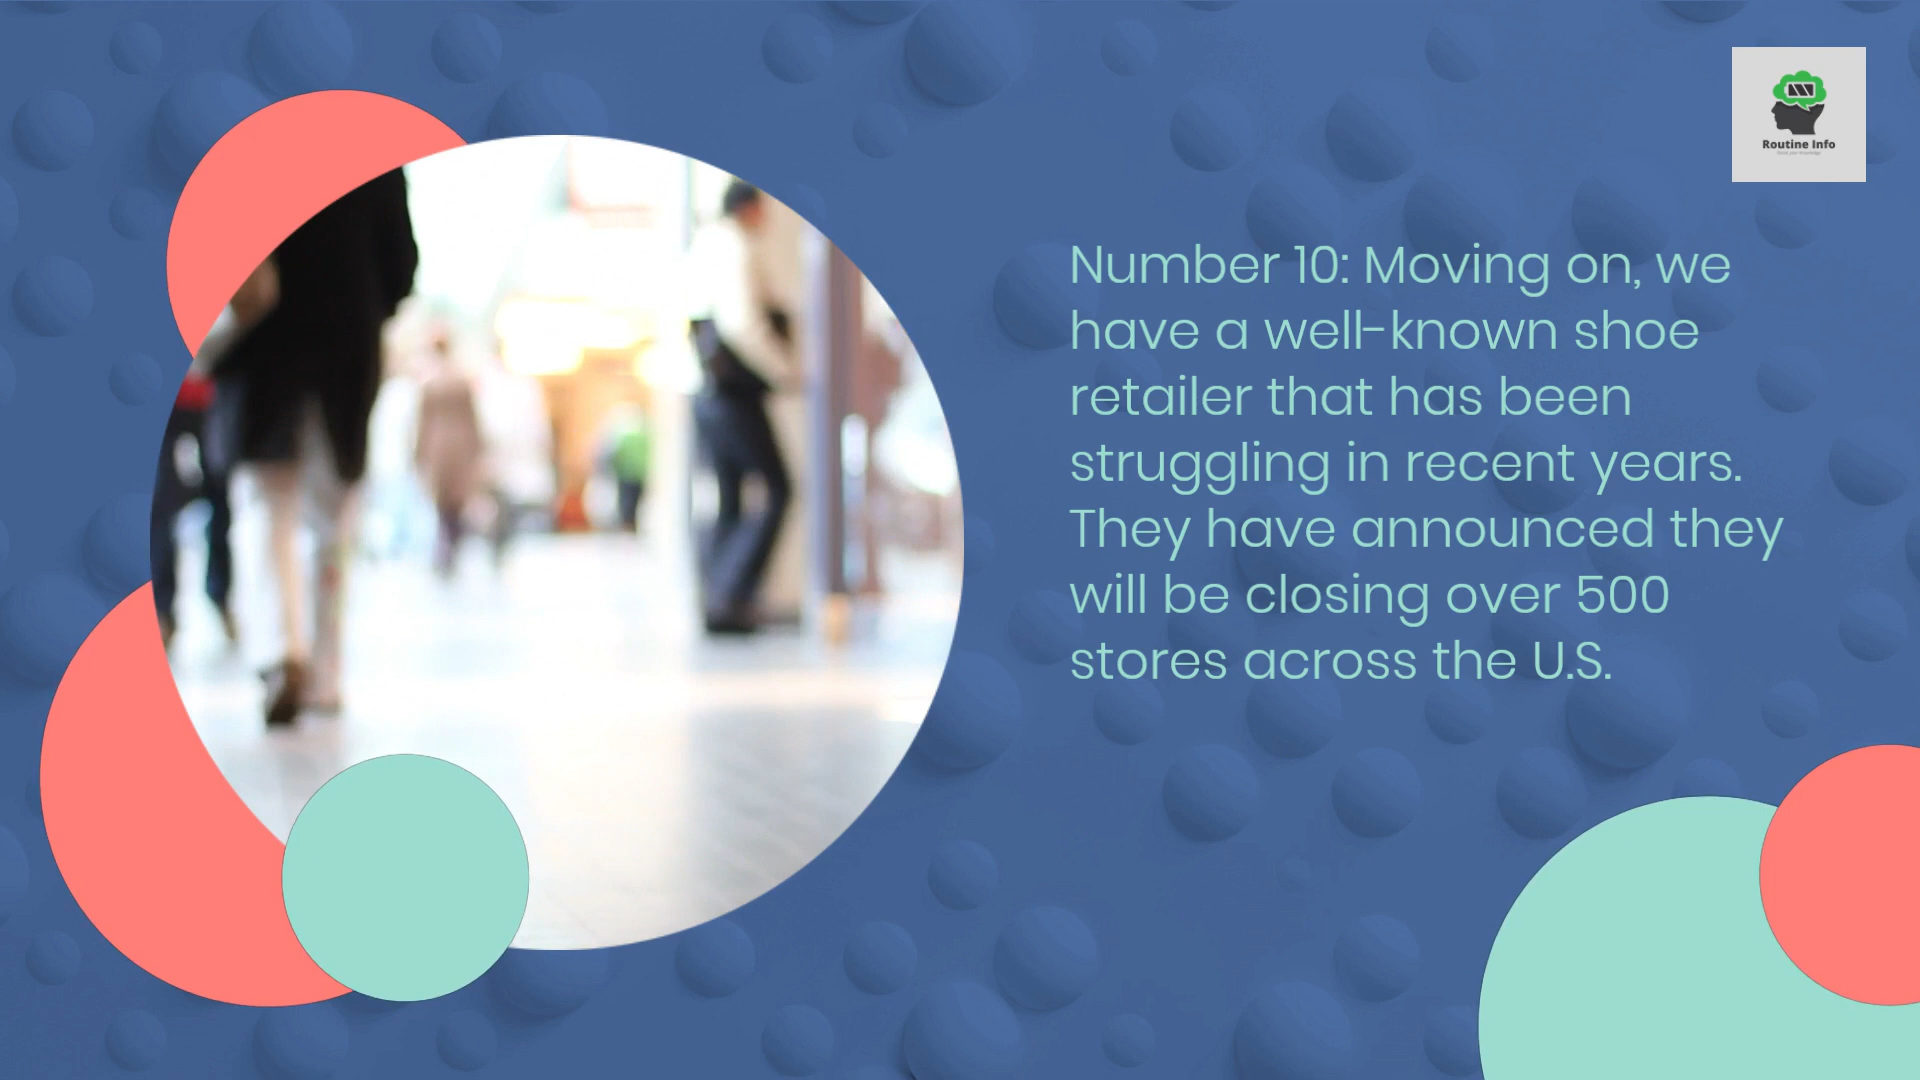 Routine Info
Number 10: Moving on, we
have a well-known shoe
retailer that has been
struggling in recent years.
They have announced they
will be closing over 500
stores across the U.S.